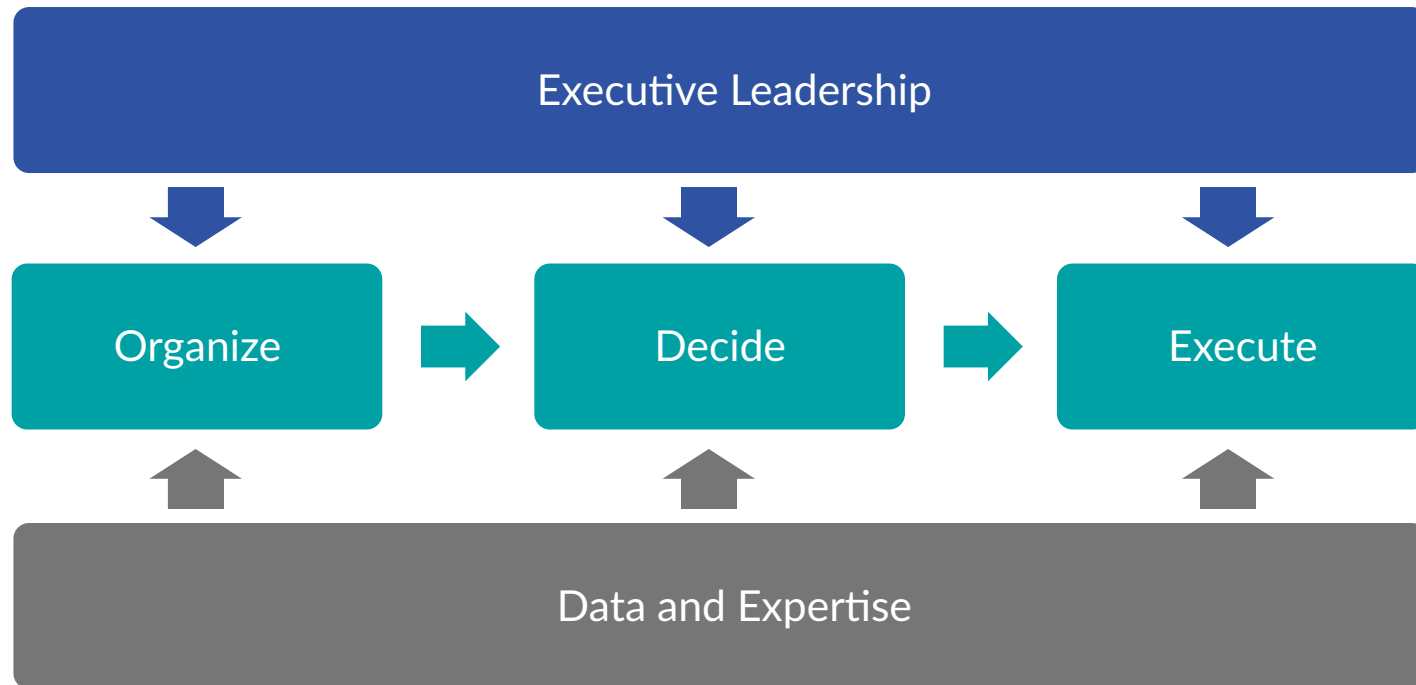 Executive Leadership
Organize
Decide
Execute
Data and Expertise